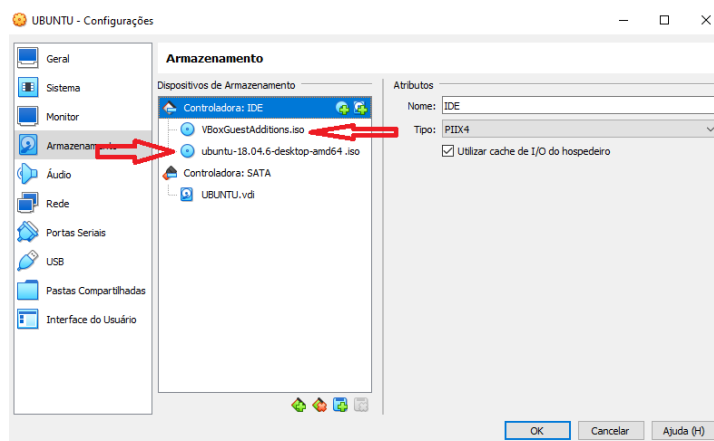 UBUNTU - Configurações
Geral
Sistema
Monitor
Armazenamento
Áudio
Rede
Portas Seriais
USB
Pastas Compartilhadas
Interface do Usuário
Armazenamento
Dispositivos de Armazenamento
Controladora: IDE
VBoxGuestAdditions.iso
ubuntu-18.04.6-desktop-amd64 .iso
Controladora: SATA
UBUNTU.vdi
Atributos
Nome: IDE
Tipo: PIIX4
Utilizar cache de I/O do hospedeiro
OK Cancelar Ajuda (H)